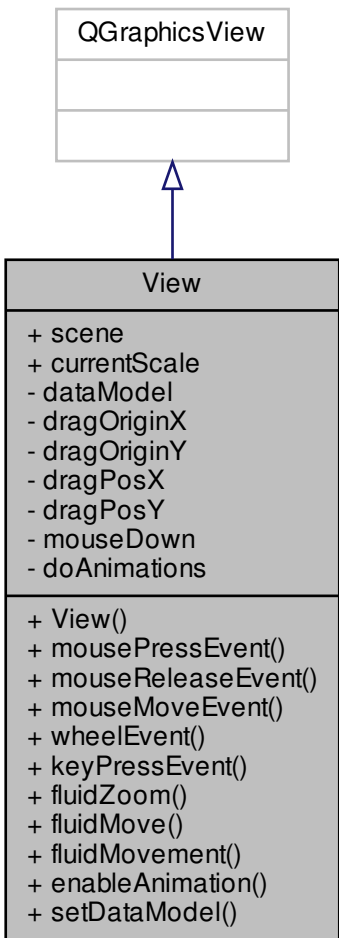 QGraphicsView
View
+ scene
+ currentScale
- dataModel
- dragOriginX
- dragOriginY
- dragPosX
- dragPosY
- mouseDown
- doAnimations
+ View()
+ mousePressEvent()
+ mouseReleaseEvent()
+ mouseMoveEvent()
+ wheelEvent()
+ keyPressEvent()
+ fluidZoom()
+ fluidMove()
+ fluidMovement()
+ enableAnimation()
+ setDataModel()